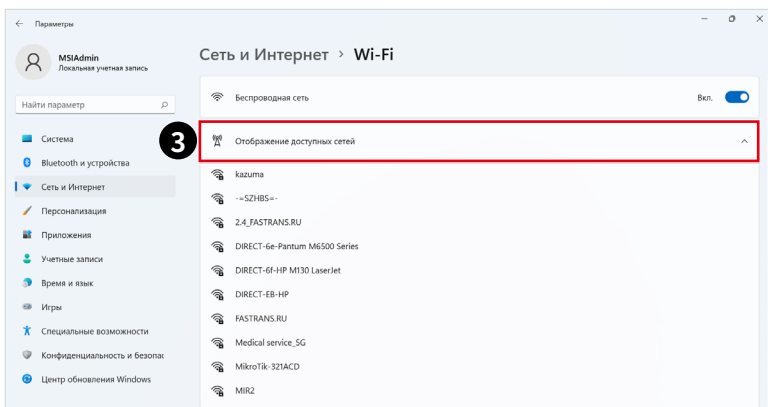 Параметры
MSIAdmin
Локальная учетная запись
Найти параметр
Система
Bluetooth и устройства
Сеть и Интернет
Персонализация
Приложения
Учетные записи
Время и язык
Игры
Специальные возможности
Конфиденциальность и безопас
Центр обновления Windows
Сеть и Интернет > Wi-Fi
Беспроводная сеть Вкл.
3 Отображение доступных сетей
kazuma
-=SZHBS=-
2.4_FASTRANS.RU
DIRECT-6e-Pantum M6500 Series
DIRECT-6f-HP M130 LaserJet
DIRECT-EB-HP
FASTRANS.RU
Medical service_5G
MikroTik-321ACD
MIR2